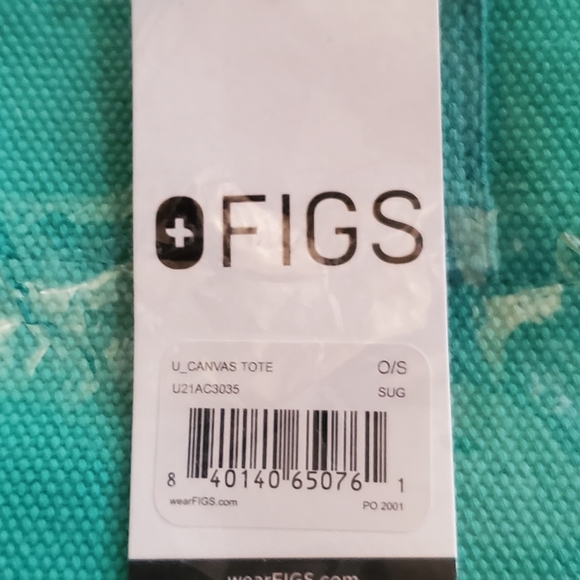 FIGS
U_CANVAS TOTE O/S
U21AC3035 SUG
8 40140 65076 1
wearFIGS.com PO 2001
wearFIGS.com